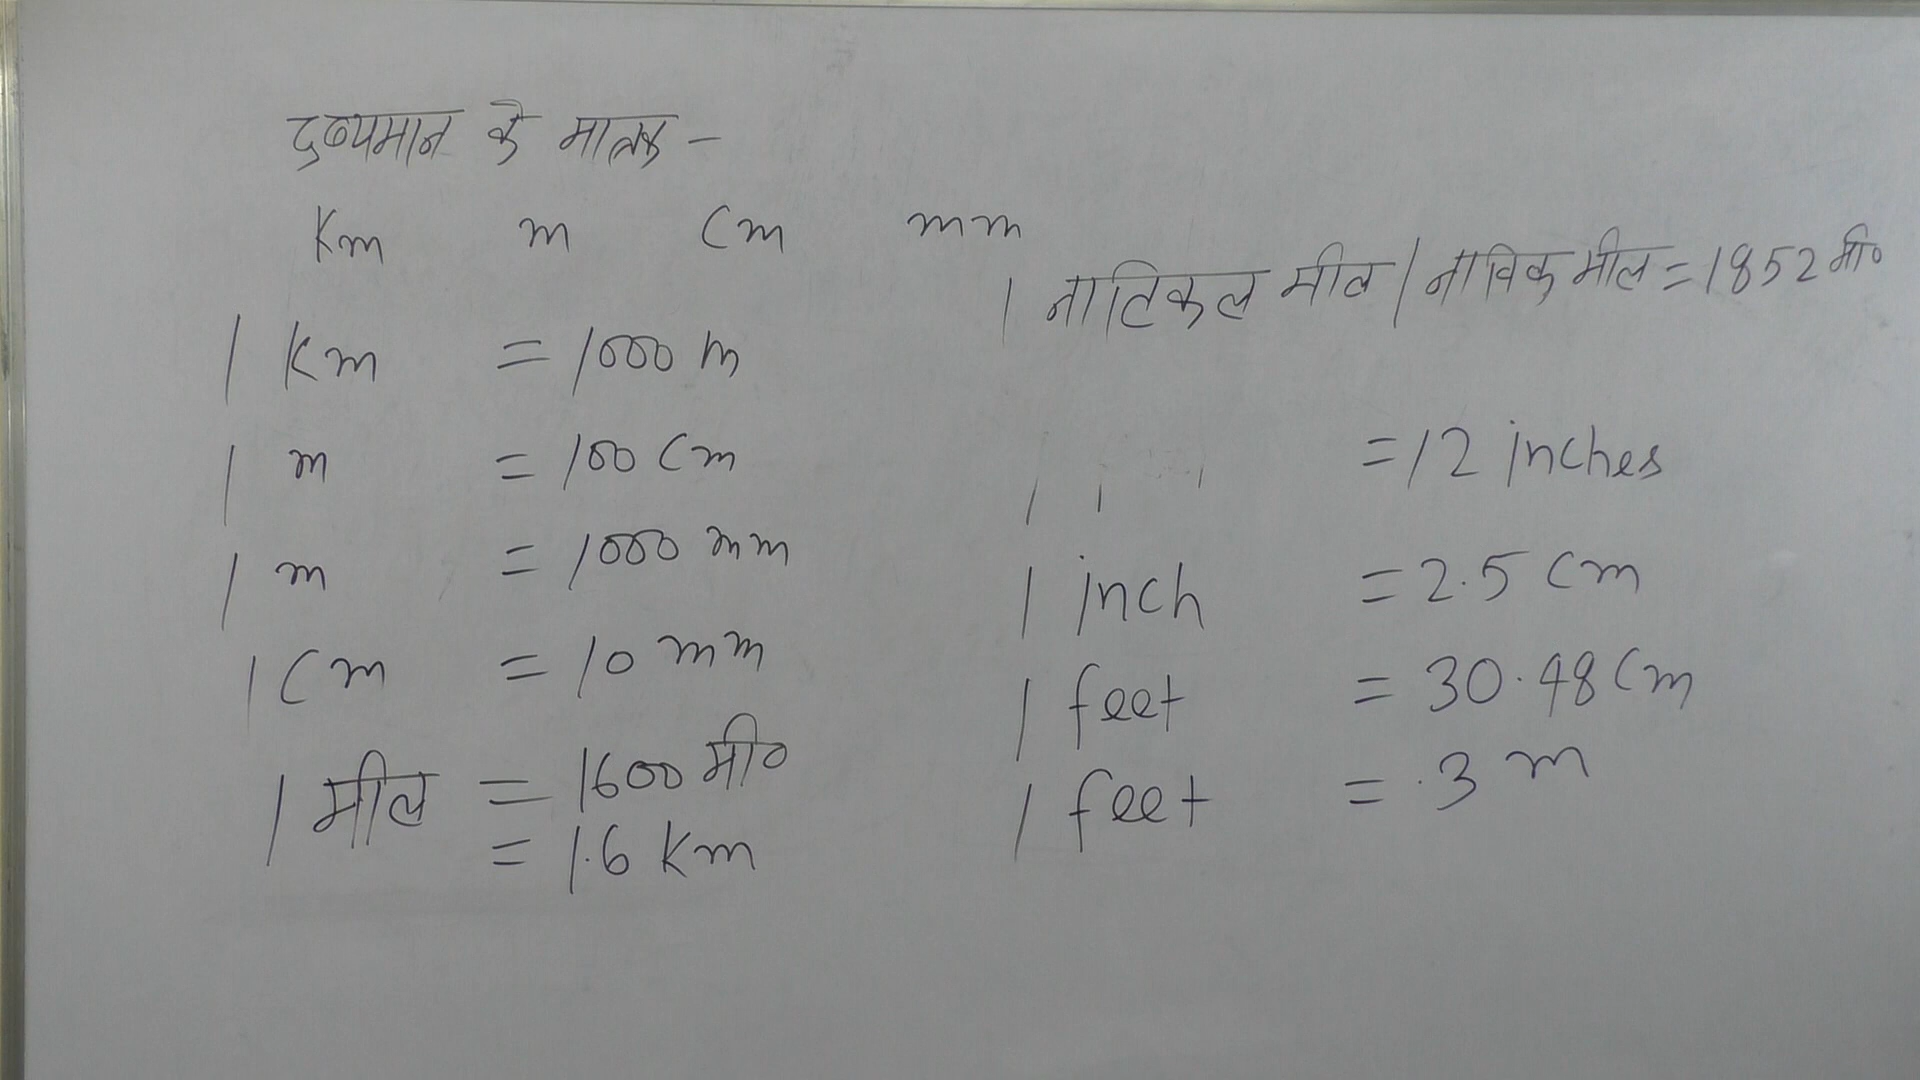 द्रव्यमान के मात्रक -
Km m Cm mm
1 Km = 1000 m
1 m = 100 Cm
1 m = 1000 mm
1 Cm = 10 mm
1 मील = 1600 मी०
= 1.6 Km
1 नाटिकल मील / नाविक मील = 1852 मी०
1 = 12 inches
1 inch = 2.5 Cm
1 feet = 30.48 Cm
1 feet = .3 m